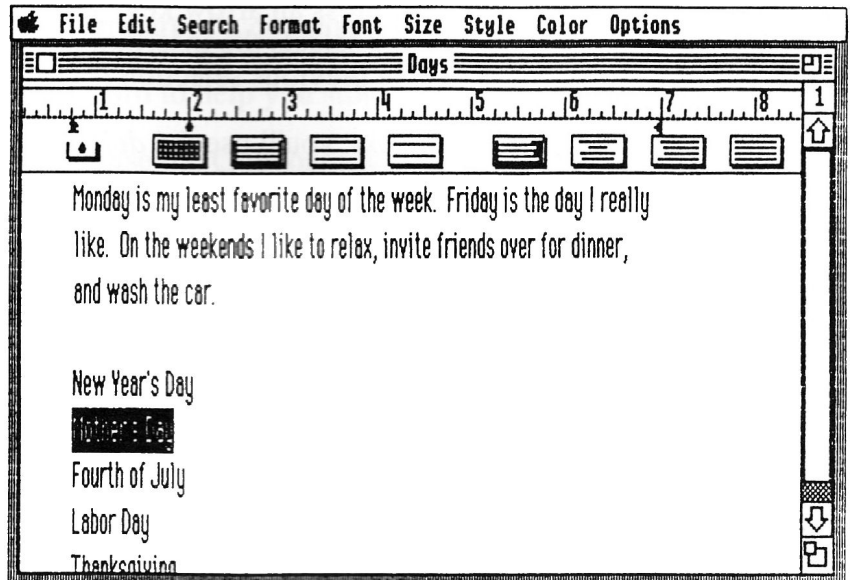 File Edit Search Format Font Size Style Color Options
Days
1 2 3 4 5 6 7 8 1
Monday is my least favorite day of the week. Friday is the day I really
like. On the weekends I like to relax, invite friends over for dinner,
and wash the car.
New Year's Day
Mother's Day
Fourth of July
Labor Day
Thanksgiving